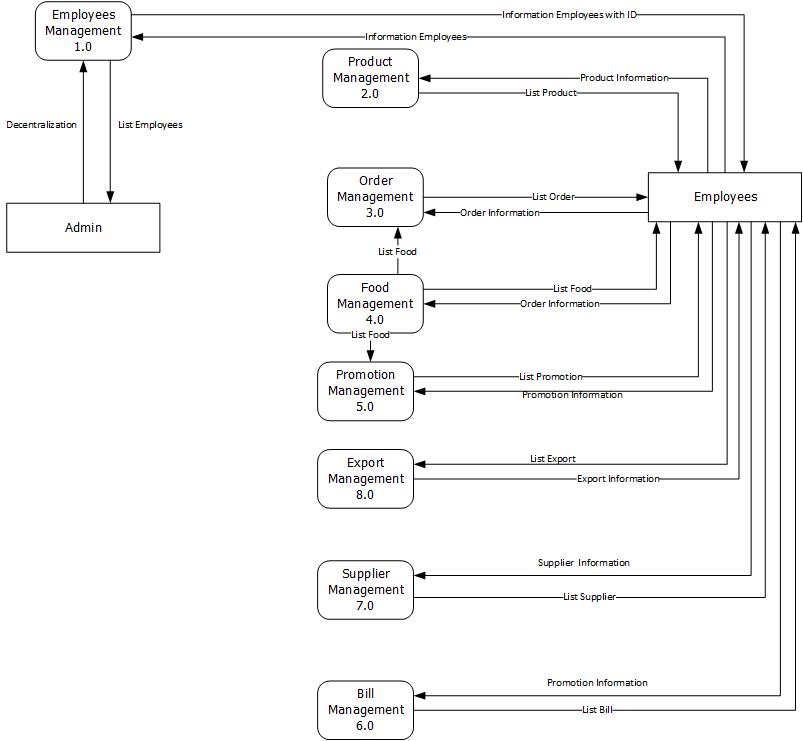 Employees
Management
1.0
Information Employees with ID
Information Employees
Product
Management
2.0
Product Information
List Product
Decentralization
List Employees
Order
Management
3.0
List Order
Order Information
Employees
Admin
List Food
Food
Management
4.0
List Food
Order Information
List Food
Promotion
Management
5.0
List Promotion
Promotion Information
Export
Management
8.0
List Export
Export Information
Supplier
Management
7.0
Supplier Information
List Supplier
Bill
Management
6.0
Promotion Information
List Bill